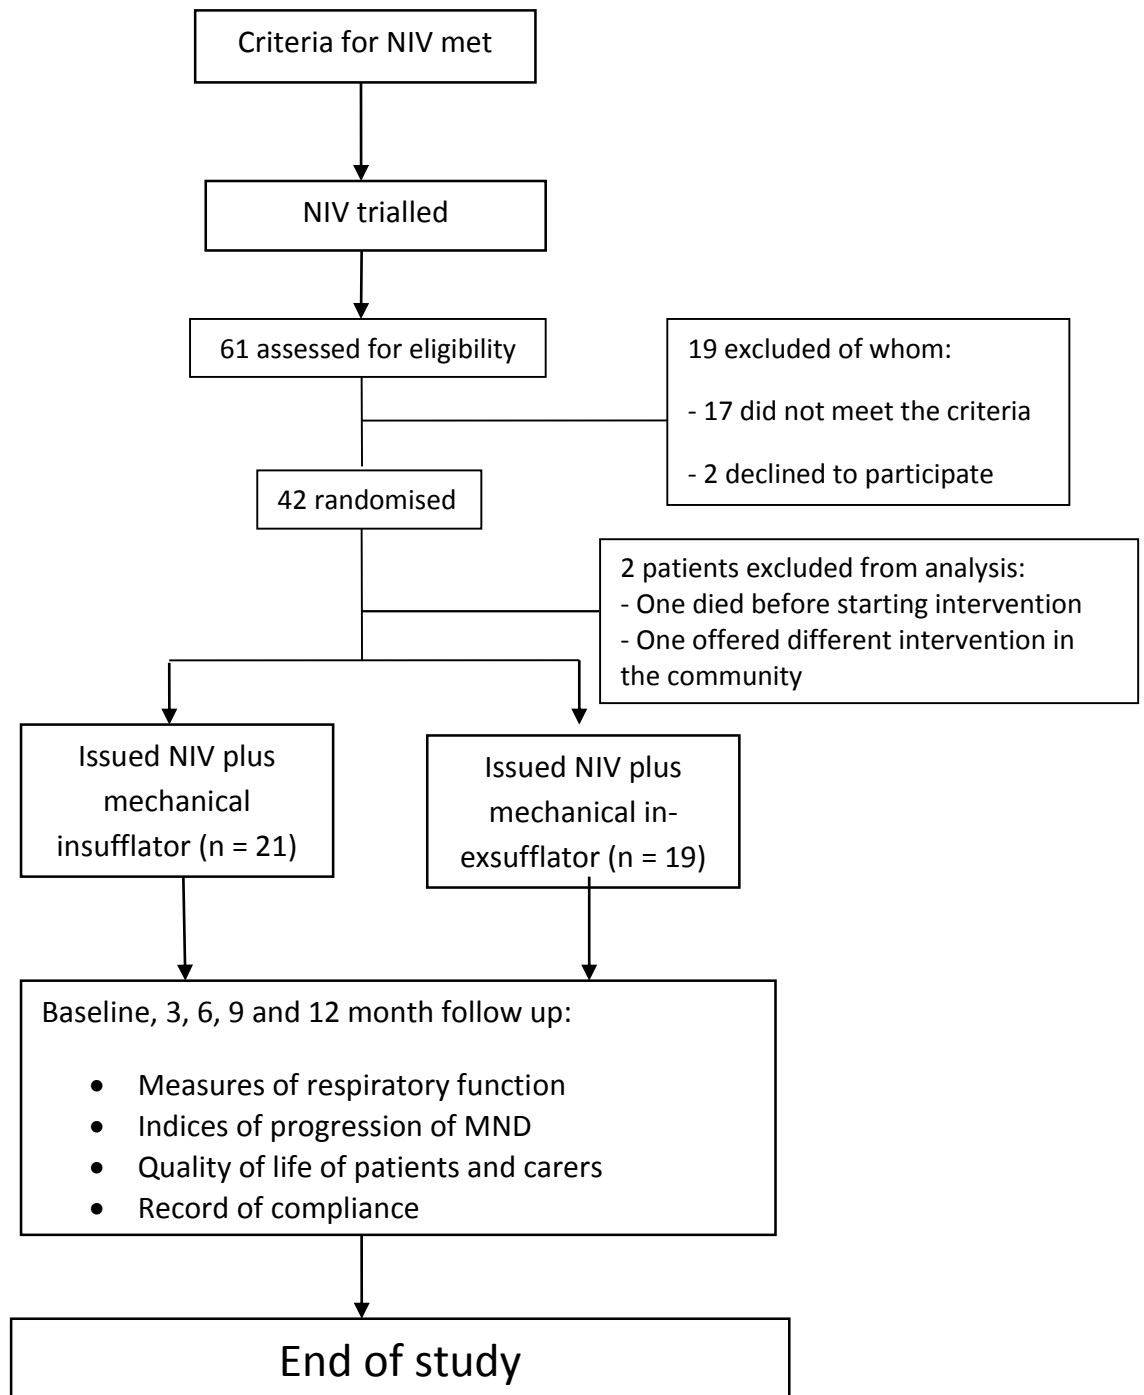 Criteria for NIV met
NIV trialled
61 assessed for eligibility
19 excluded of whom:
- 17 did not meet the criteria
- 2 declined to participate
42 randomised
2 patients excluded from analysis:
- One died before starting intervention
- One offered different intervention in
the community
Issued NIV plus
mechanical
insufflator (n = 21)
Issued NIV plus
mechanical in-
exsufflator (n = 19)
Baseline, 3, 6, 9 and 12 month follow up:
• Measures of respiratory function
• Indices of progression of MND
• Quality of life of patients and carers
• Record of compliance
End of study